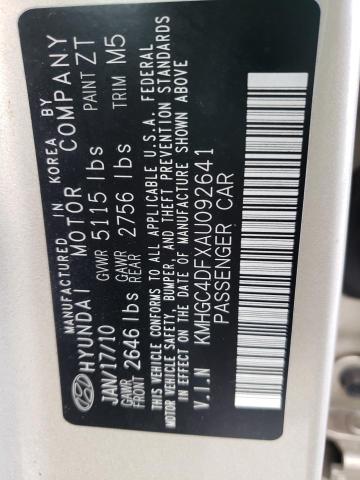 MANUFACTURED IN KOREA BY
HYUNDAI MOTOR COMPANY
JAN/17/10 GVWR 5115 lbs PAINT ZT
GAWR FRONT 2646 lbs GAWR REAR 2756 lbs TRIM M5
THIS VEHICLE CONFORMS TO ALL APPLICABLE U.S.A. FEDERAL
MOTOR VEHICLE SAFETY, BUMPER, AND THEFT PREVENTION STANDARDS
IN EFFECT ON THE DATE OF MANUFACTURE SHOWN ABOVE
V.I.N KMHGC4DFXAU092641
PASSENGER CAR